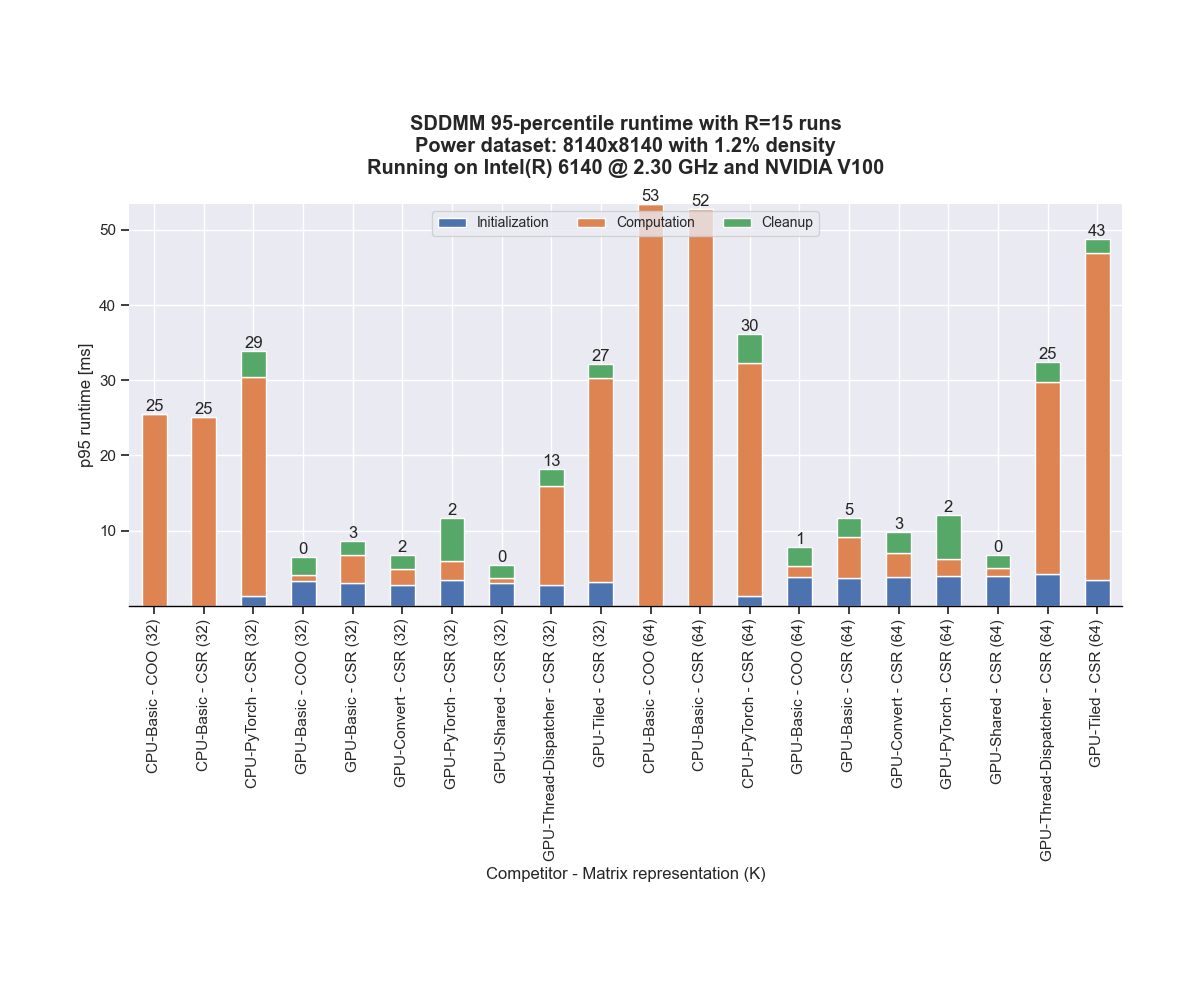 SDDMM 95-percentile runtime with R=15 runs
Power dataset: 8140x8140 with 1.2% density
Running on Intel(R) 6140 @ 2.30 GHz and NVIDIA V100
53
52
Initialization Computation Cleanup
50
43
40
29
30
27
25
30
25
25
20
13
10
0
3
2
2
0
1
5
3
2
0
p95 runtime [ms]
CPU-Basic - COO (32)
CPU-Basic - CSR (32)
CPU-PyTorch - CSR (32)
GPU-Basic - COO (32)
GPU-Basic - CSR (32)
GPU-Convert - CSR (32)
GPU-PyTorch - CSR (32)
GPU-Shared - CSR (32)
GPU-Thread-Dispatcher - CSR (32)
GPU-Tiled - CSR (32)
CPU-Basic - COO (64)
CPU-Basic - CSR (64)
CPU-PyTorch - CSR (64)
GPU-Basic - COO (64)
GPU-Basic - CSR (64)
GPU-Convert - CSR (64)
GPU-PyTorch - CSR (64)
GPU-Shared - CSR (64)
GPU-Thread-Dispatcher - CSR (64)
GPU-Tiled - CSR (64)
Competitor - Matrix representation (K)